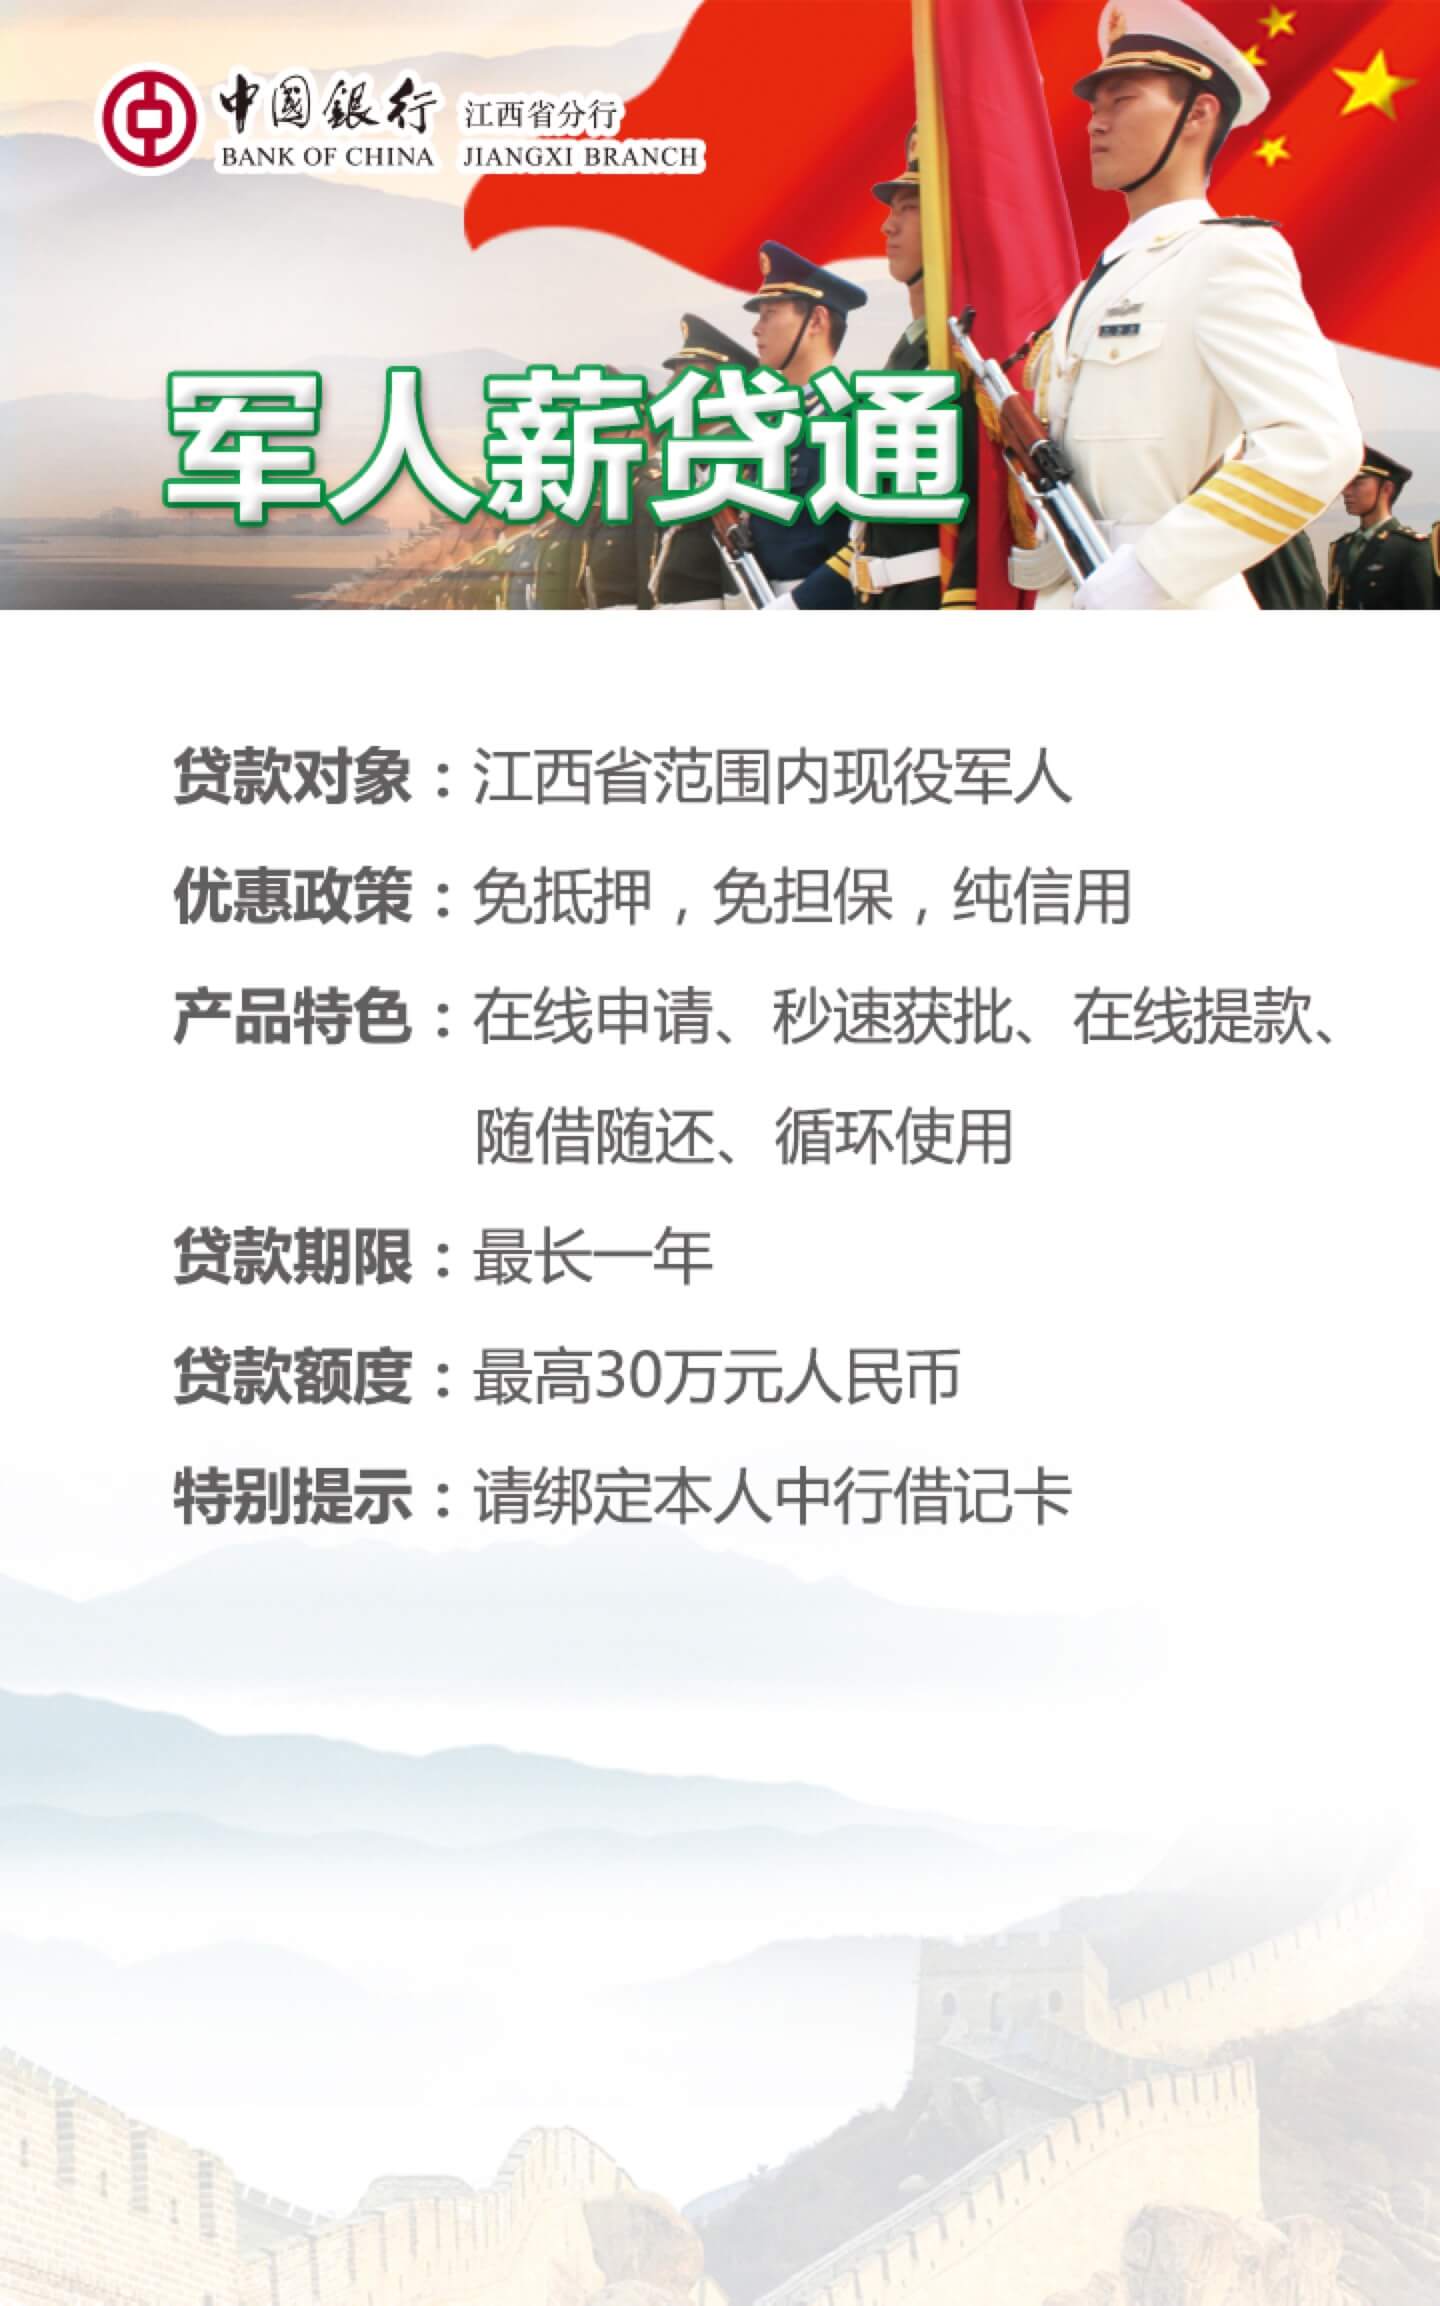 中国銀行 江西省分行
BANK OF CHINA JIANGXI BRANCH
军人薪贷通
贷款对象：江西省范围内现役军人
优惠政策：免抵押，免担保，纯信用
产品特色：在线申请、秒速获批、在线提款、
随借随还、循环使用
贷款期限：最长一年
贷款额度：最高30万元人民币
特别提示：请绑定本人中行借记卡